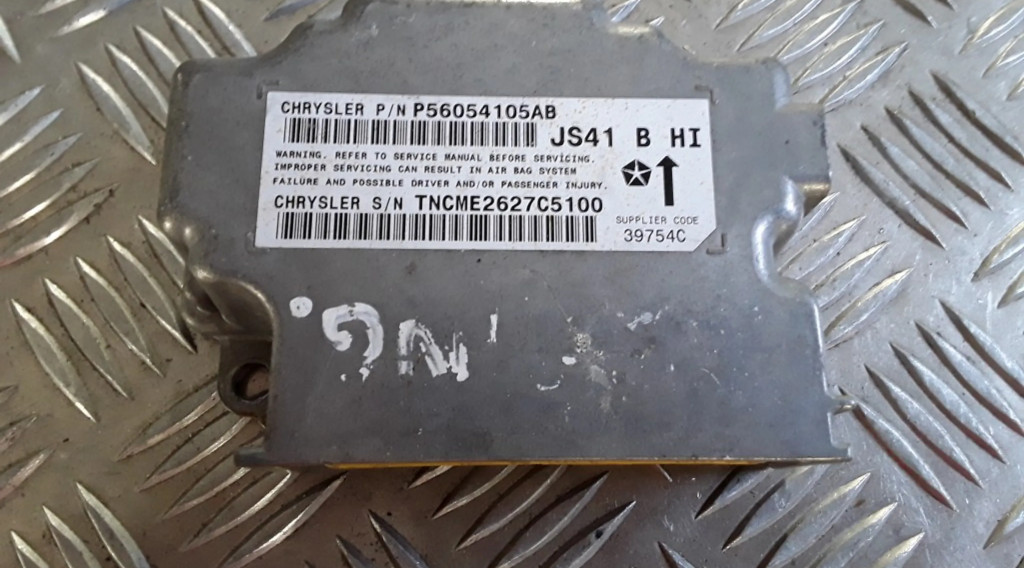 CHRYSLER P/N P56054105AB
JS41 B HI
WARNING. REFER TO SERVICE MANUAL BEFORE SERVICING.
IMPROPER SERVICING CAN RESULT IN AIR BAG SYSTEM
FAILURE AND POSSIBLE DRIVER AND/OR PASSENGER INJURY.
CHRYSLER S/N TNCME2627C5100
SUPPLIER CODE
39754C